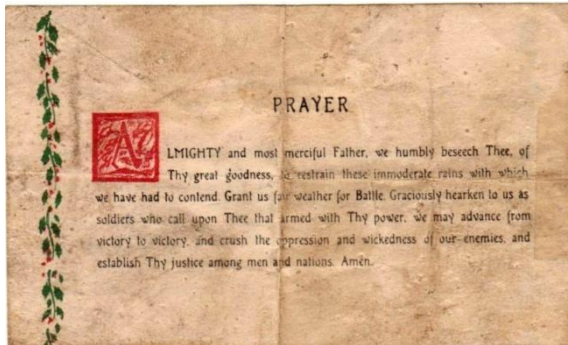 PRAYER
ALMIGHTY and most merciful Father, we humbly beseech Thee, of
Thy great goodness, to restrain these immoderate rains with which
we have had to contend. Grant us fair weather for Battle. Graciously hearken to us as
soldiers who call upon Thee that armed with Thy power, we may advance from
victory to victory, and crush the oppression and wickedness of our enemies, and
establish Thy justice among men and nations. Amen.